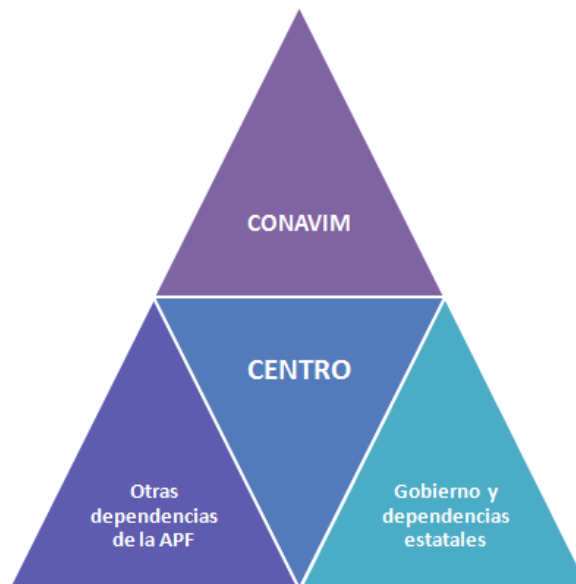 CONAVIM
CENTRO
Otras
dependencias
de la APF
Gobierno y
dependencias
estatales